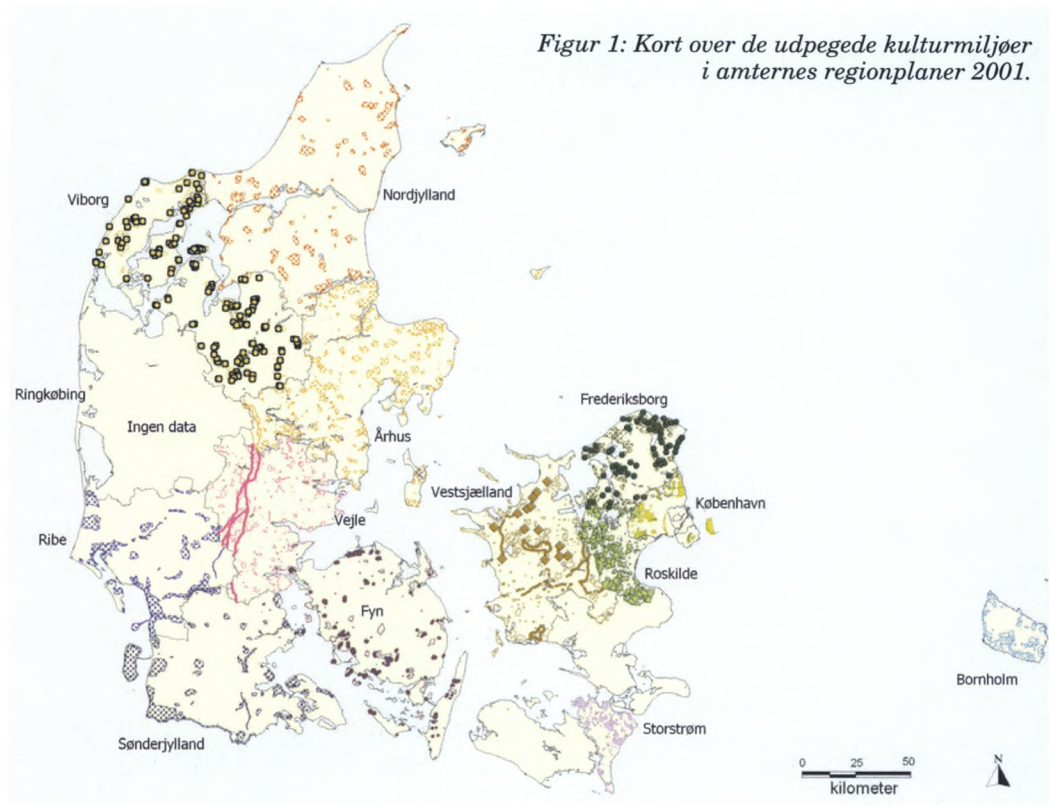 Figur 1: Kort over de udpegede kulturmiljøer
i amternes regionplaner 2001.
Viborg
Nordjylland
Ringkøbing
Ingen data
Århus
Frederiksborg
Vestsjælland
København
Vejle
Ribe
Roskilde
Fyn
Bornholm
Storstrøm
Sønderjylland
0 25 50
kilometer
N